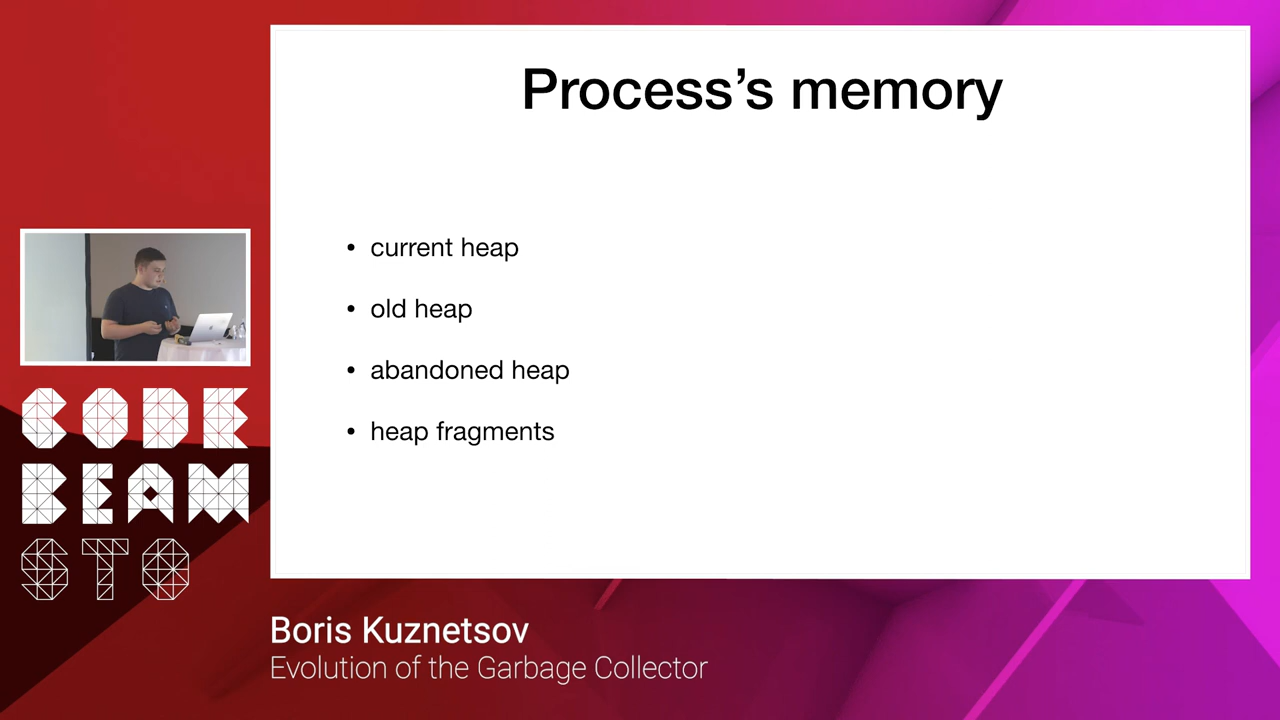 Process’s memory
• current heap
• old heap
• abandoned heap
• heap fragments
CODE
BEAM
STO
Boris Kuznetsov
Evolution of the Garbage Collector